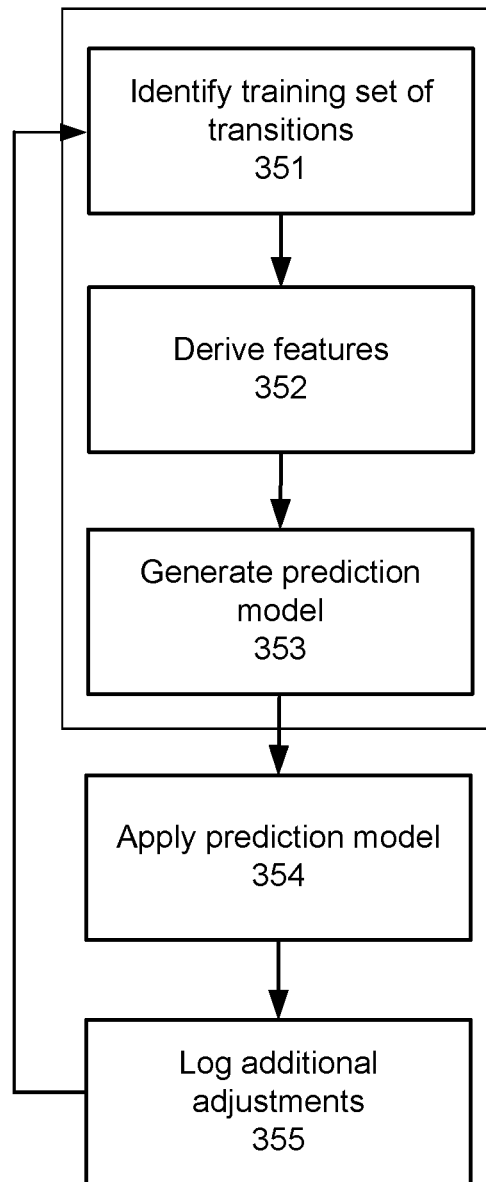 Identify training set of
transitions
351
Derive features
352
Generate prediction
model
353
Apply prediction model
354
Log additional
adjustments
355